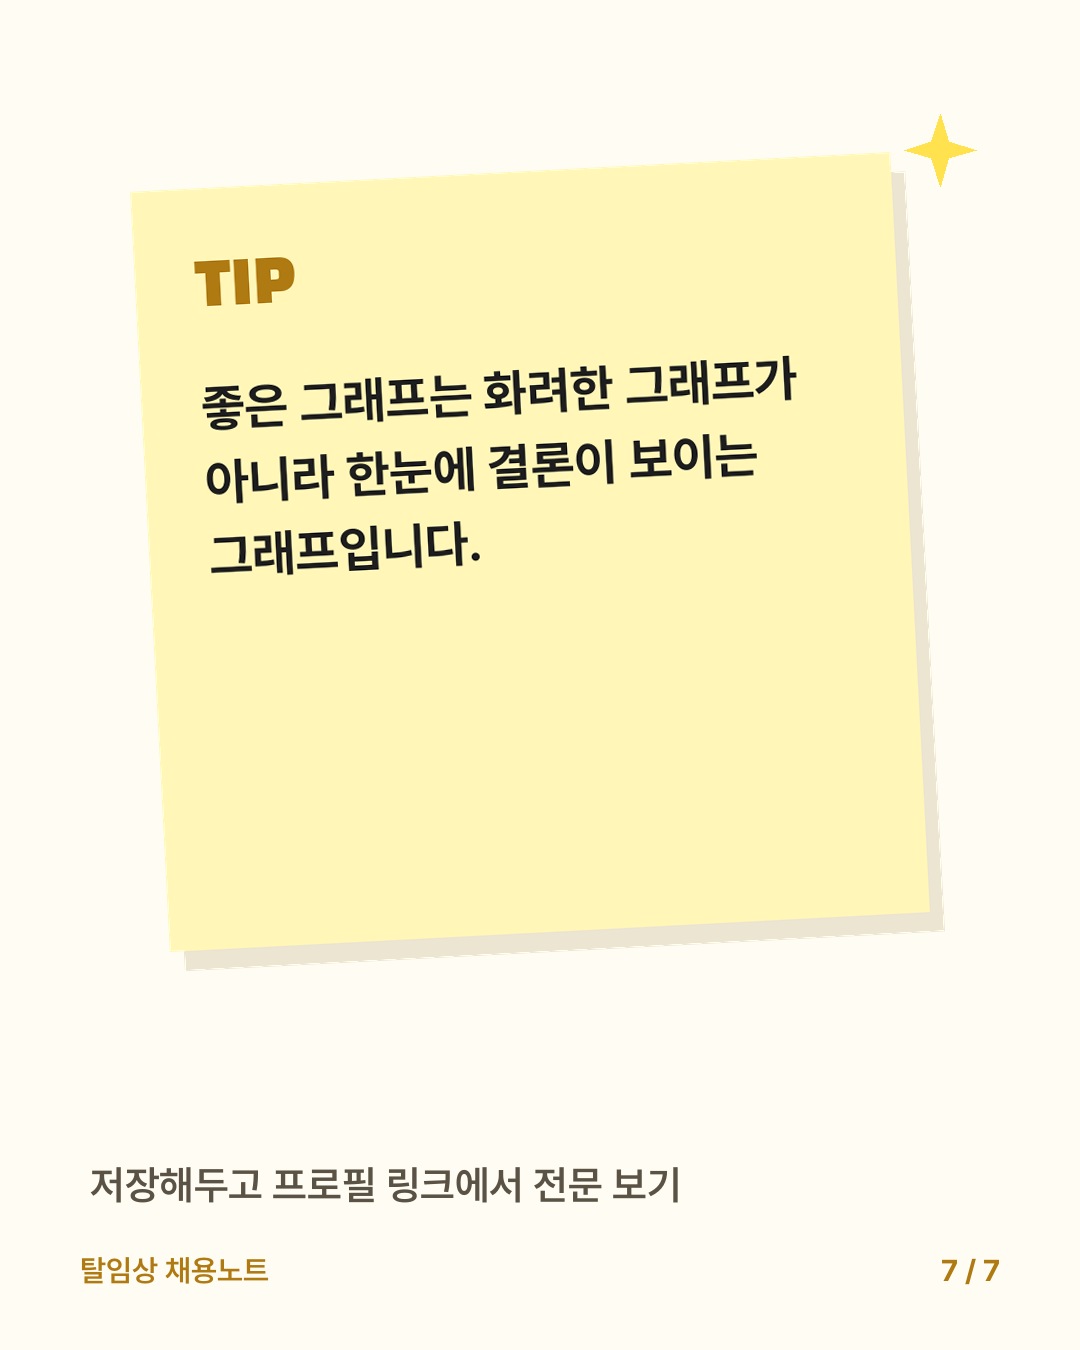 TIP
좋은 그래프는 화려한 그래프가
아니라 한눈에 결론이 보이는
그래프입니다.
저장해두고 프로필 링크에서 전문 보기
탈임상 채용노트
7 / 7